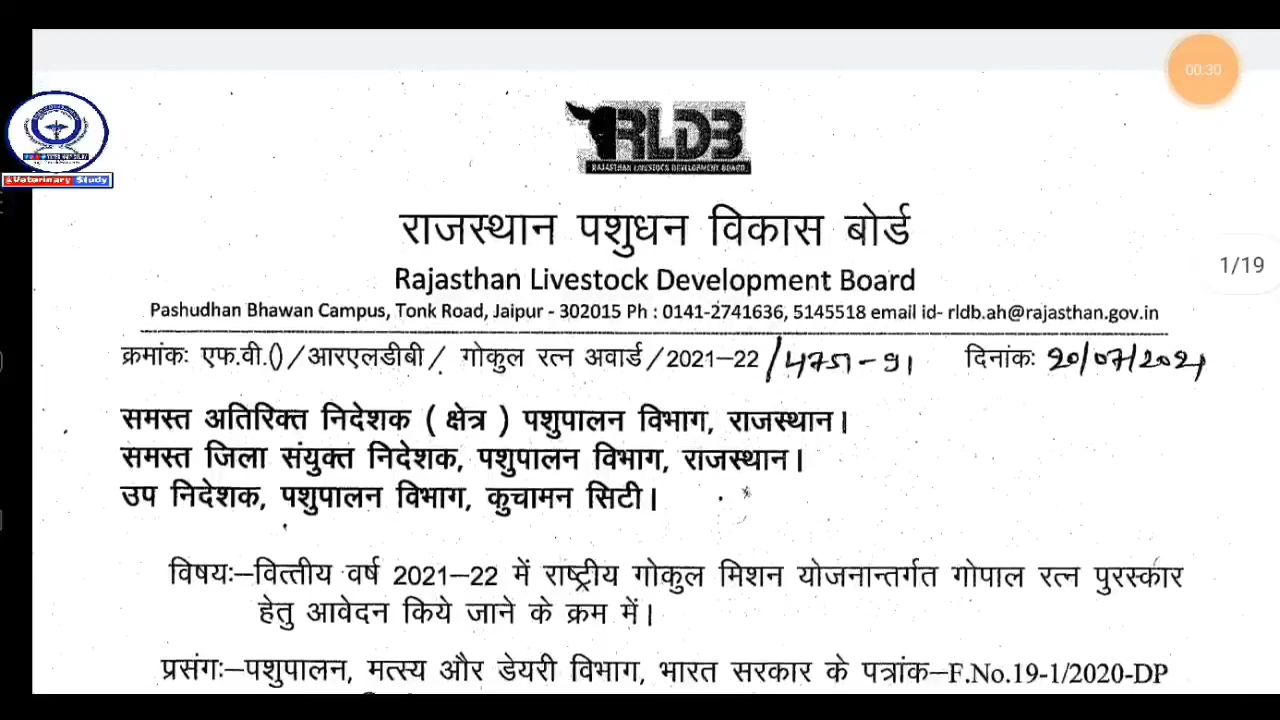 00.30
RLDB
RAJASTHAN LIVESTOCK DEVELOPMENT BOARD
Vetarinary Study
राजस्थान पशुधन विकास बोर्ड
1/19
Rajasthan Livestock Development Board
Pashudhan Bhawan Campus, Tonk Road, Jaipur - 302015 Ph : 0141-2741636, 5145518 email id- rldb.ah@rajasthan.gov.in
क्रमांकः एफ.वी.()/आरएलडीबी/ गोकुल रत्न अवार्ड/2021-22/4751-91 दिनांकः 20/07/2021
समस्त अतिरिक्त निदेशक ( क्षेत्र ) पशुपालन विभाग, राजस्थान।
समस्त जिला संयुक्त निदेशक, पशुपालन विभाग, राजस्थान।
उप निदेशक, पशुपालन विभाग, कुचामन सिटी।
विषयः-वित्तीय वर्ष 2021-22 में राष्ट्रीय गोकुल मिशन योजनान्तर्गत गोपाल रत्न पुरस्कार
हेतु आवेदन किये जाने के क्रम में।
प्रसंगः-पशुपालन, मत्स्य और डेयरी विभाग, भारत सरकार के पत्रांक-F.No.19-1/2020-DP